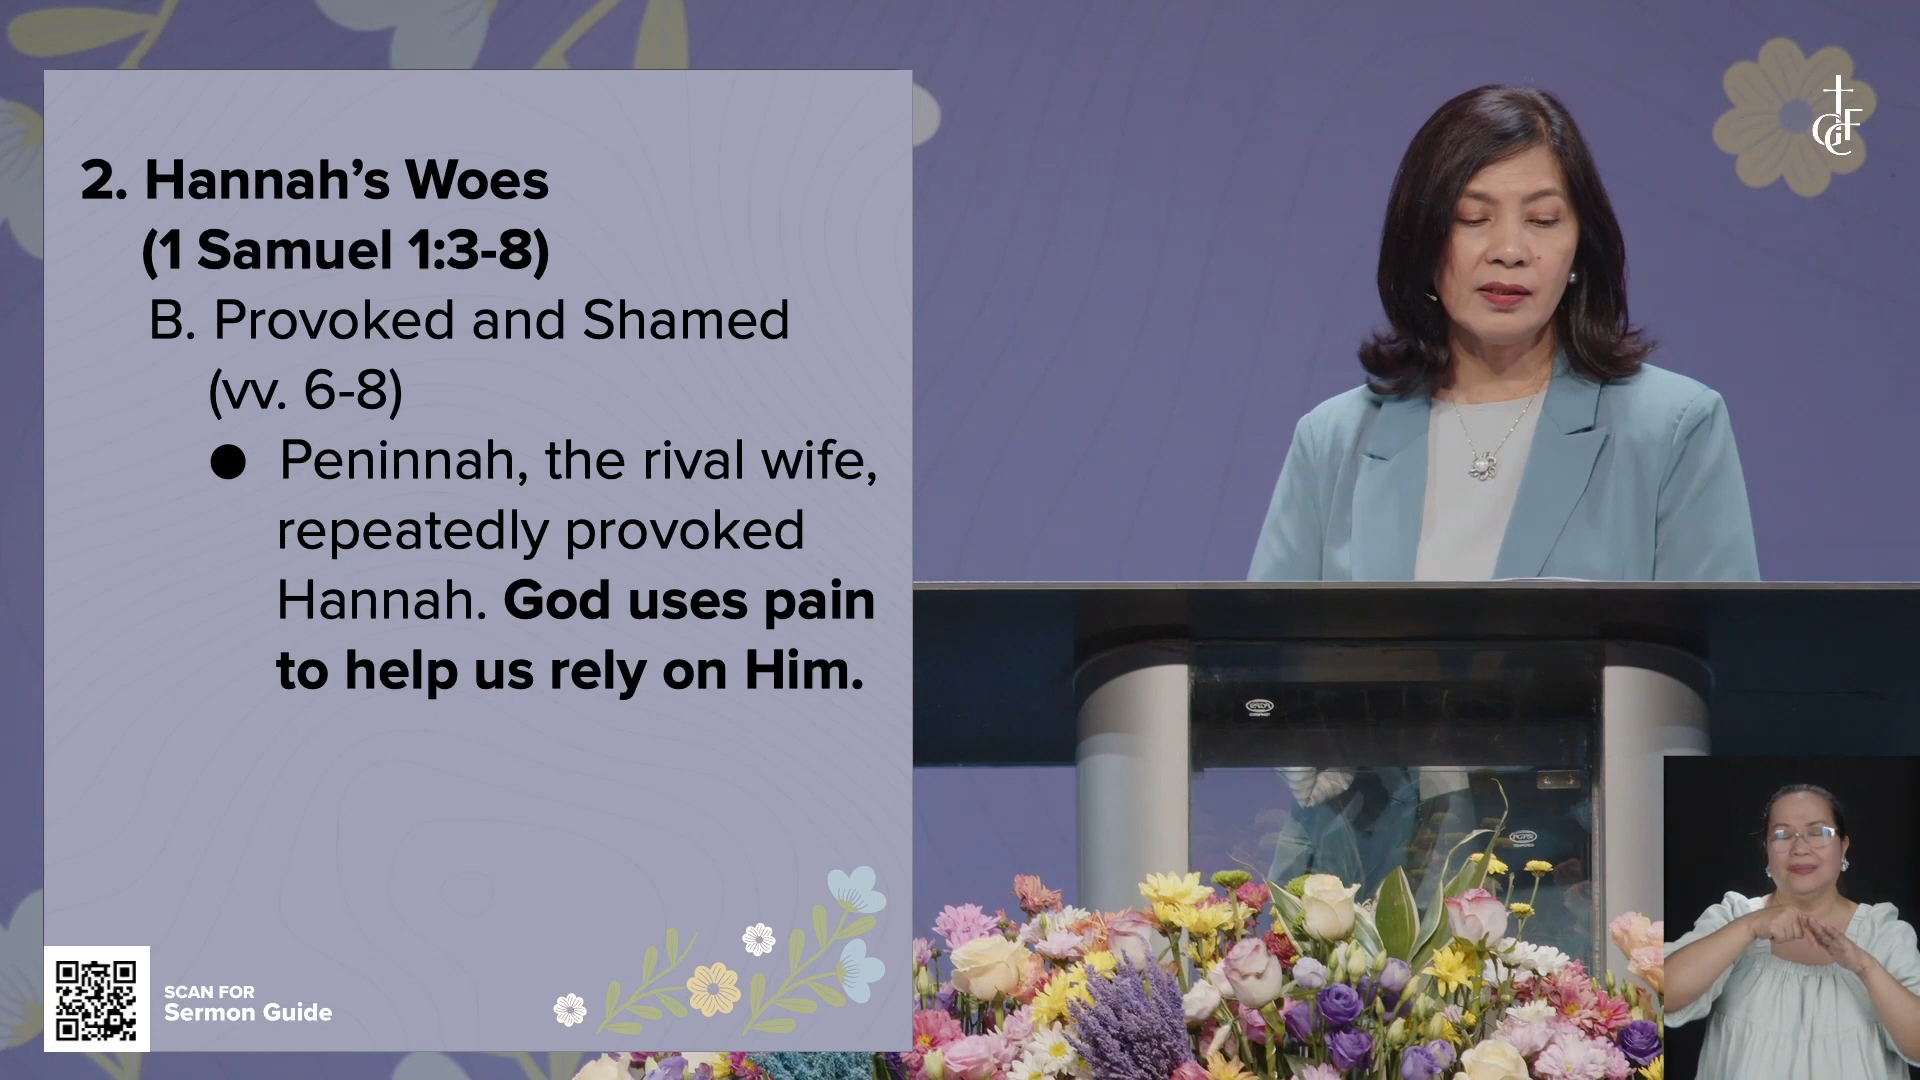 2. Hannah’s Woes
(1 Samuel 1:3-8)
B. Provoked and Shamed
(vv. 6-8)
● Peninnah, the rival wife,
repeatedly provoked
Hannah. God uses pain
to help us rely on Him.
SCAN FOR
Sermon Guide